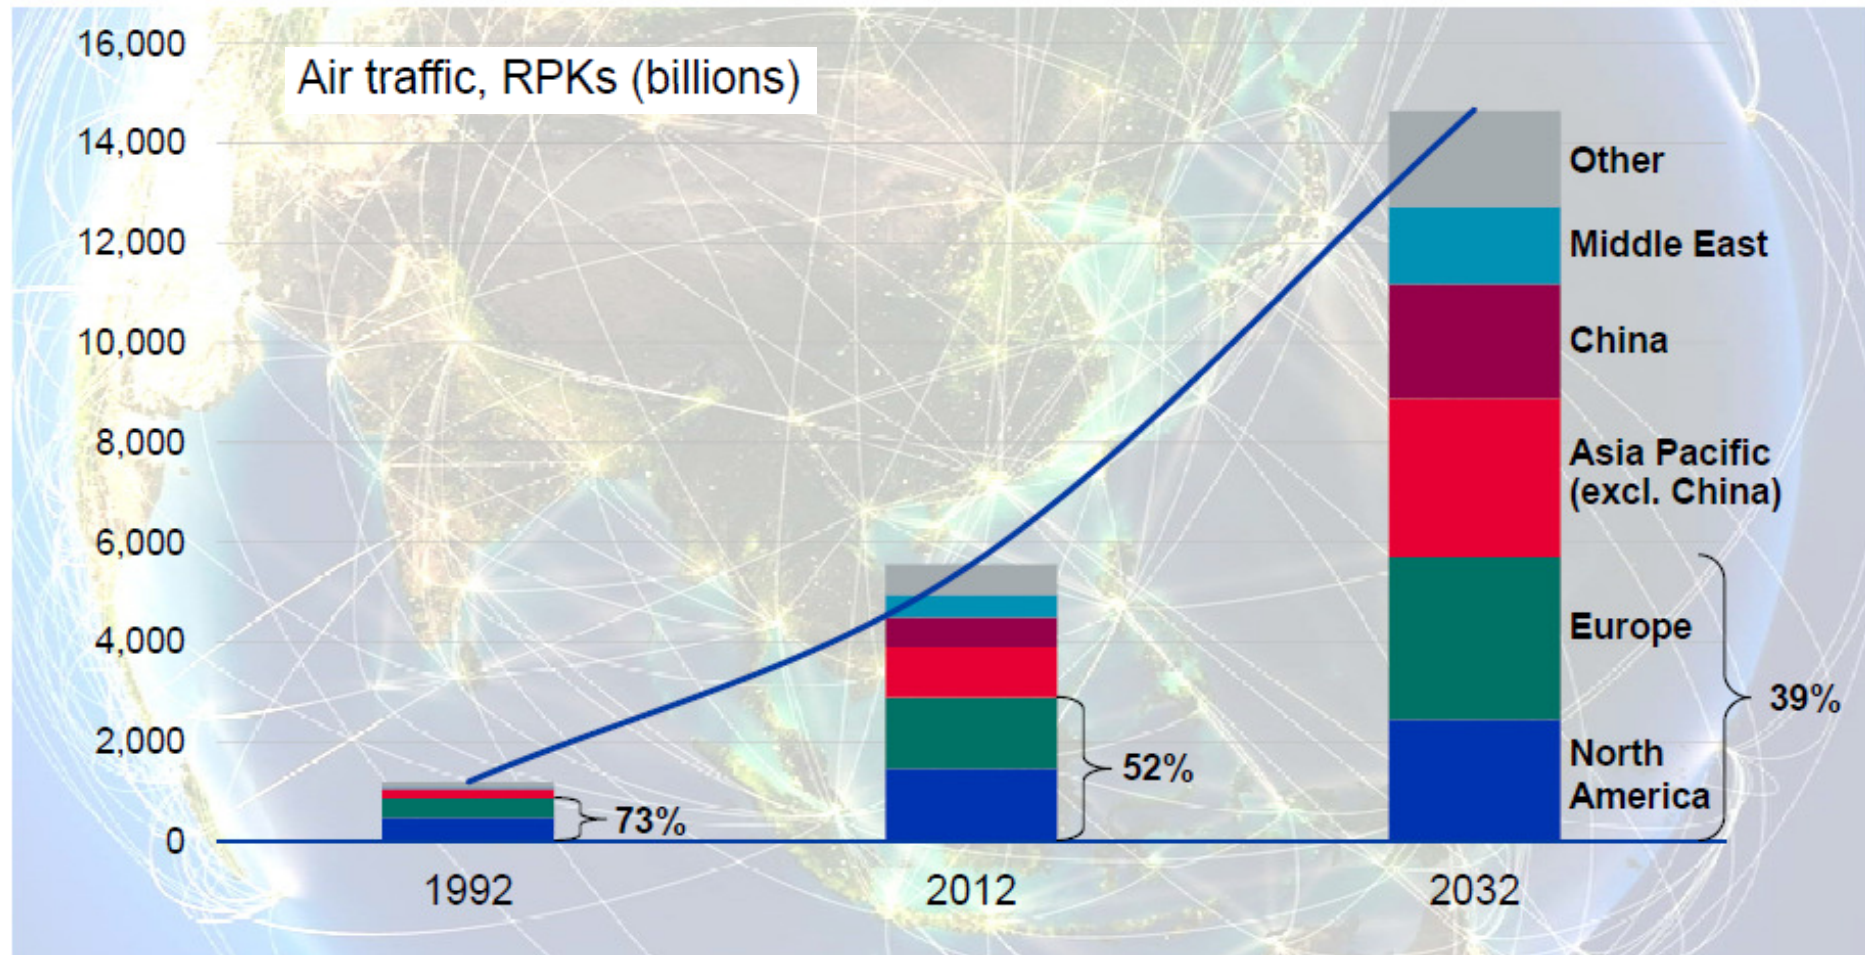 Air traffic, RPKs (billions)
16,000
14,000
12,000
10,000
8,000
6,000
4,000
2,000
0
Other
Middle East
China
Asia Pacific
(excl. China)
Europe
North
America
73%
52%
39%
1992
2012
2032